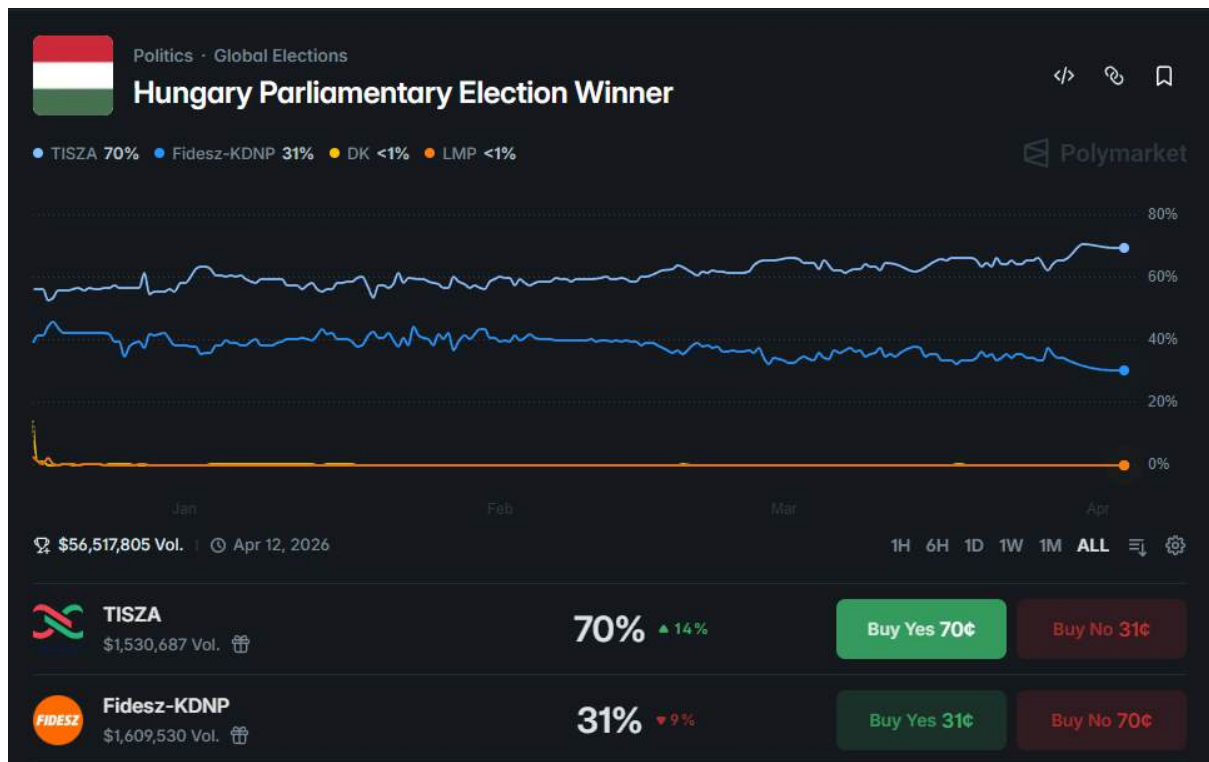 Politics · Global Elections
Hungary Parliamentary Election Winner
TISZA 70% Fidesz-KDNP 31% DK <1% LMP <1%
Polymarket
80%
60%
40%
20%
0%
Jan Feb Mar Apr
$56,517,805 Vol. | Apr 12, 2026
1H 6H 1D 1W 1M ALL
TISZA
$1,530,687 Vol.
70% ▲ 14%
Buy Yes 70¢
Buy No 31¢
FIDESZ
Fidesz-KDNP
$1,609,530 Vol.
31% ▼ 9%
Buy Yes 31¢
Buy No 70¢